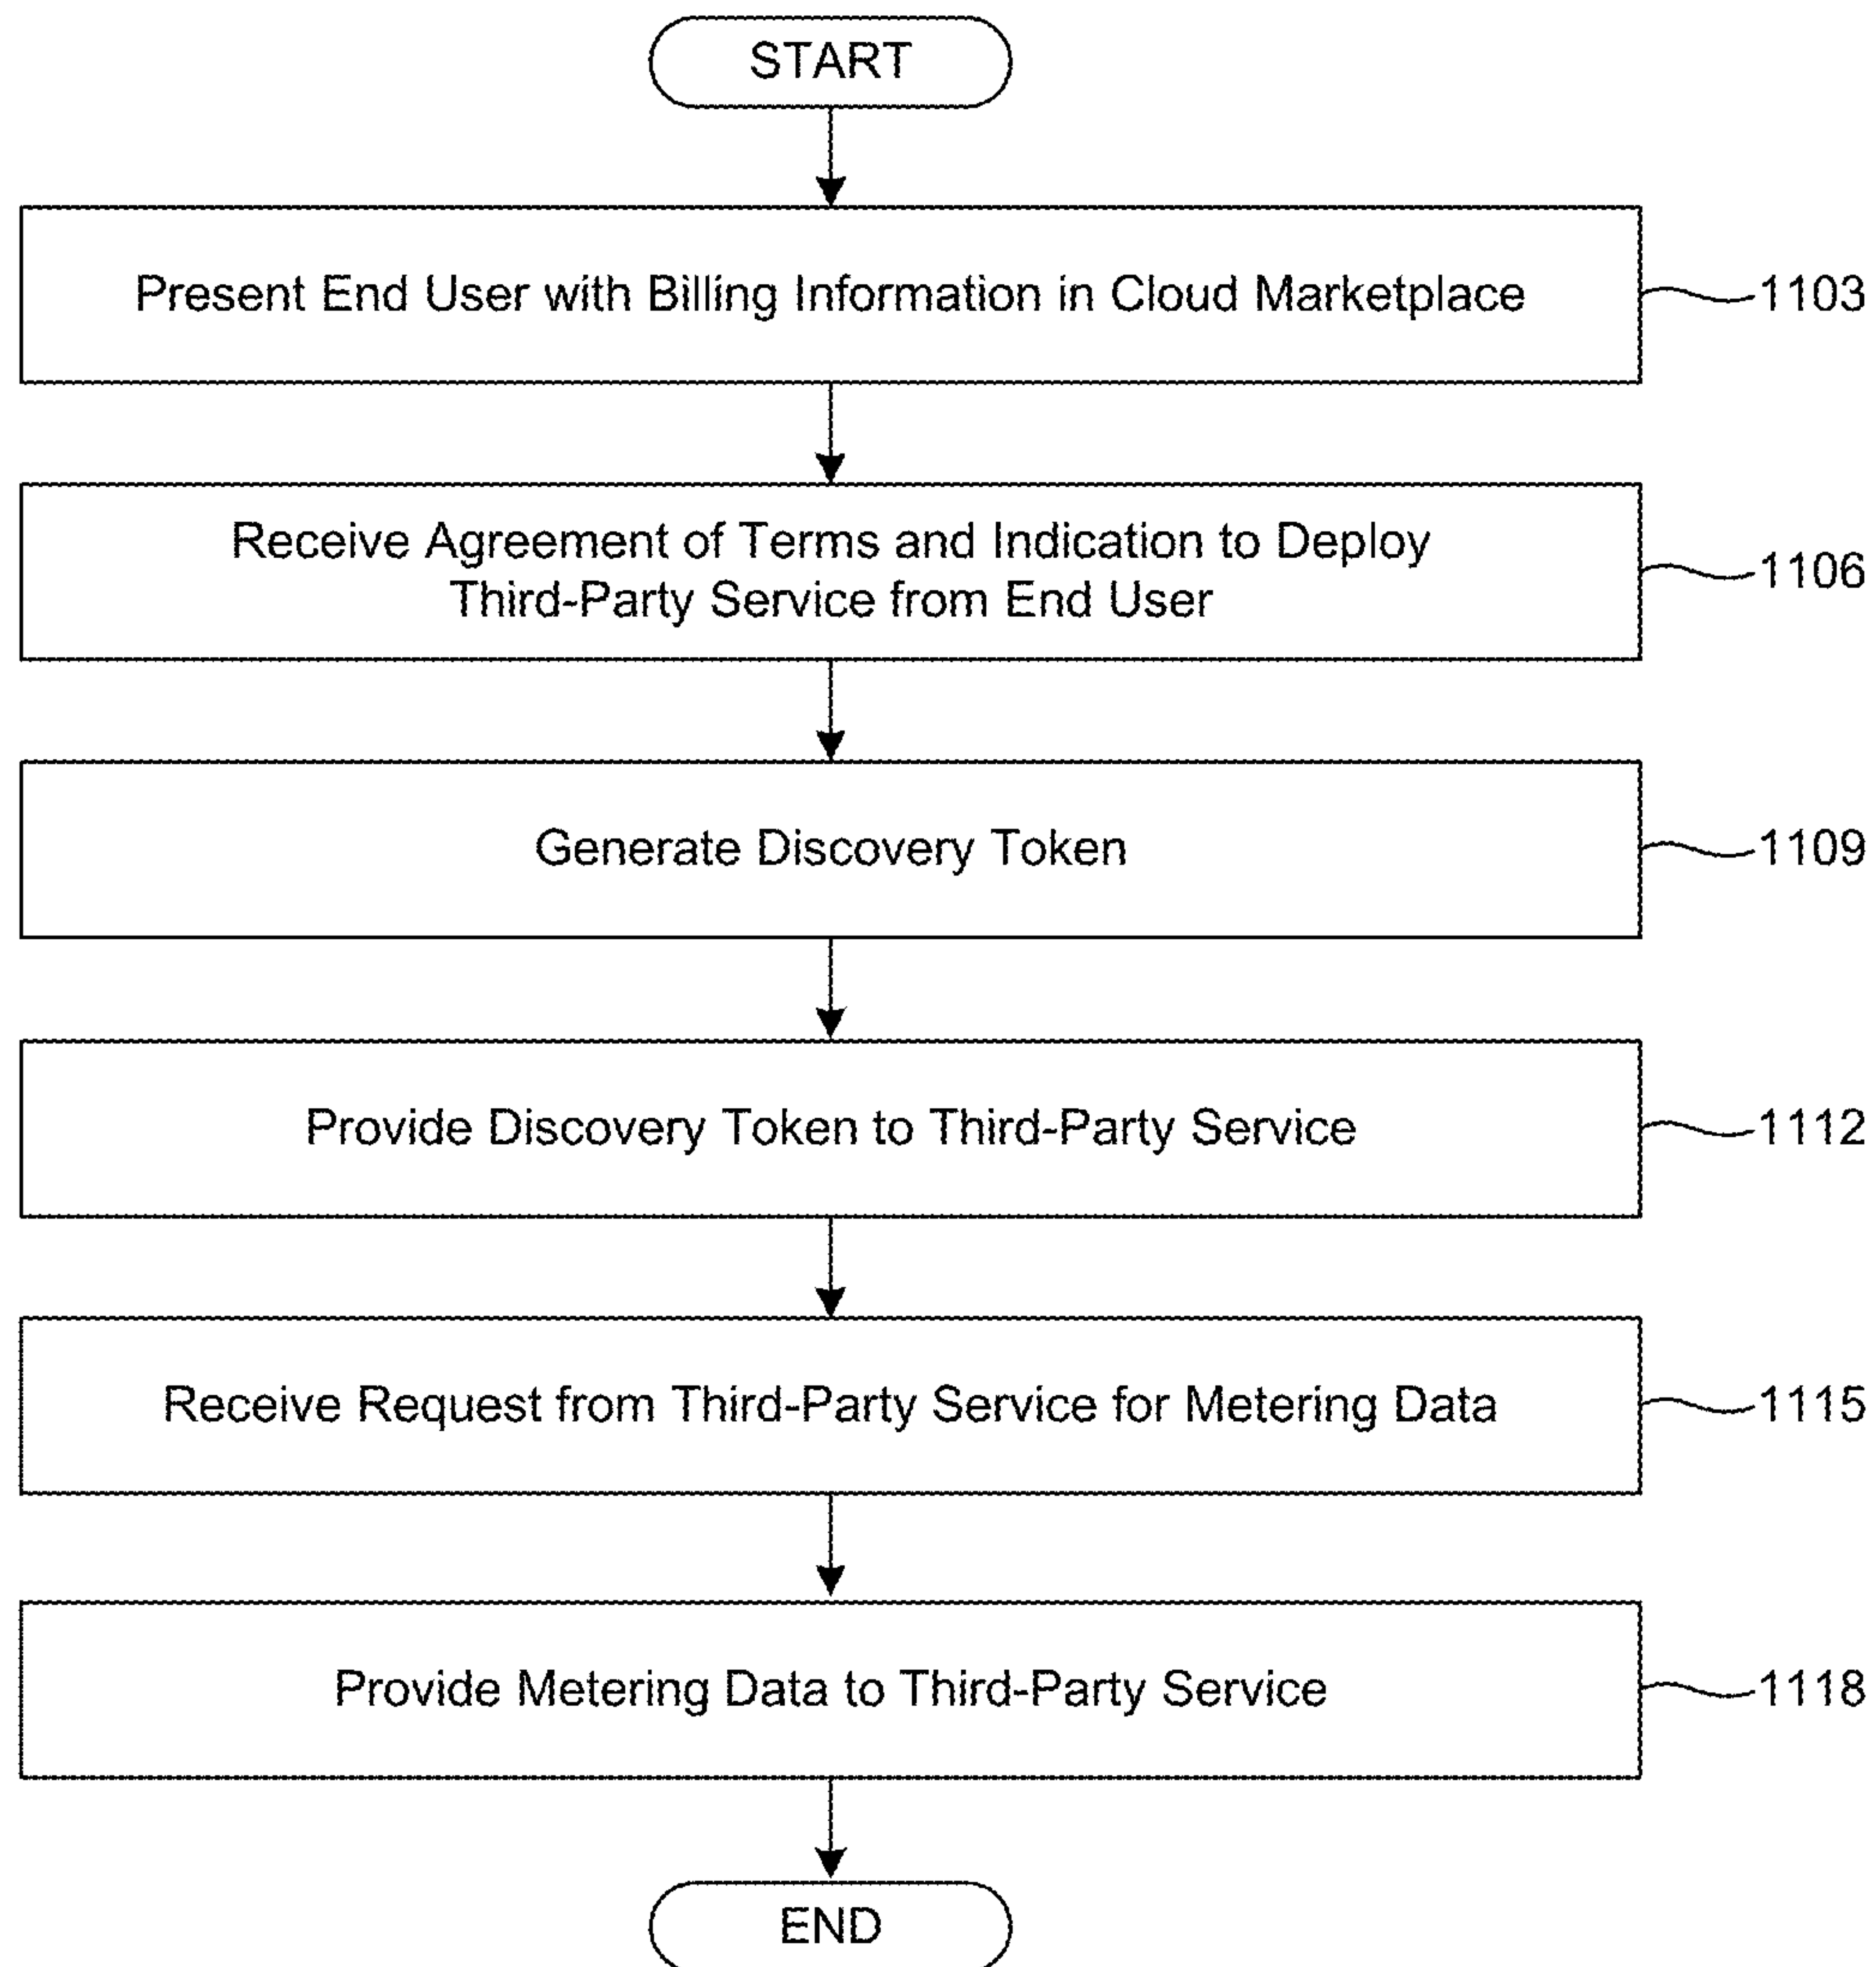 START
Present End User with Billing Information in Cloud Marketplace
1103
Receive Agreement of Terms and Indication to Deploy
Third-Party Service from End User
1106
Generate Discovery Token
1109
Provide Discovery Token to Third-Party Service
1112
Receive Request from Third-Party Service for Metering Data
1115
Provide Metering Data to Third-Party Service
1118
END